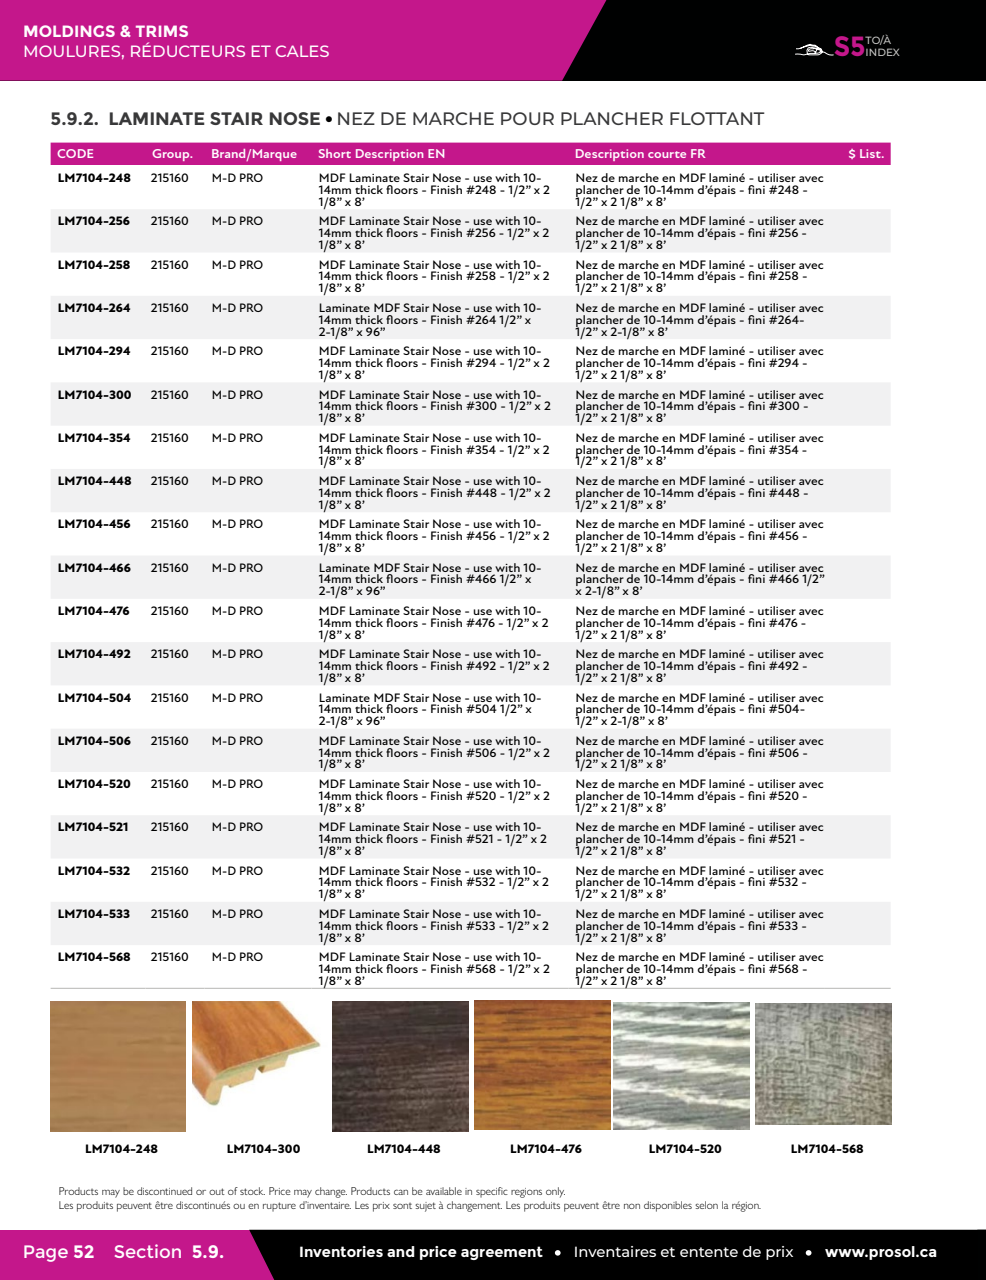 MOLDINGS & TRIMS
MOULURES, RÉDUCTEURS ET CALES
S5 TO/À
INDEX
5.9.2. LAMINATE STAIR NOSE • NEZ DE MARCHE POUR PLANCHER FLOTTANT
CODE Group. Brand/Marque Short Description EN Description courte FR $ List.
LM7104-248 215160 M-D PRO MDF Laminate Stair Nose - use with 10- Nez de marche en MDF laminé - utiliser avec
14mm thick floors - Finish #248 - 1/2” x 2 plancher de 10-14mm d’épais - fini #248 -
1/8” x 8’ 1/2” x 2 1/8” x 8’
LM7104-256 215160 M-D PRO MDF Laminate Stair Nose - use with 10- Nez de marche en MDF laminé - utiliser avec
14mm thick floors - Finish #256 - 1/2” x 2 plancher de 10-14mm d’épais - fini #256 -
1/8” x 8’ 1/2” x 2 1/8” x 8’
LM7104-258 215160 M-D PRO MDF Laminate Stair Nose - use with 10- Nez de marche en MDF laminé - utiliser avec
14mm thick floors - Finish #258 - 1/2” x 2 plancher de 10-14mm d’épais - fini #258 -
1/8” x 8’ 1/2” x 2 1/8” x 8’
LM7104-264 215160 M-D PRO Laminate MDF Stair Nose - use with 10- Nez de marche en MDF laminé - utiliser avec
14mm thick floors - Finish #264 1/2” x plancher de 10-14mm d’épais - fini #264-
2-1/8” x 96” 1/2” x 2-1/8” x 8’
LM7104-294 215160 M-D PRO MDF Laminate Stair Nose - use with 10- Nez de marche en MDF laminé - utiliser avec
14mm thick floors - Finish #294 - 1/2” x 2 plancher de 10-14mm d’épais - fini #294 -
1/8” x 8’ 1/2” x 2 1/8” x 8’
LM7104-300 215160 M-D PRO MDF Laminate Stair Nose - use with 10- Nez de marche en MDF laminé - utiliser avec
14mm thick floors - Finish #300 - 1/2” x 2 plancher de 10-14mm d’épais - fini #300 -
1/8” x 8’ 1/2” x 2 1/8” x 8’
LM7104-354 215160 M-D PRO MDF Laminate Stair Nose - use with 10- Nez de marche en MDF laminé - utiliser avec
14mm thick floors - Finish #354 - 1/2” x 2 plancher de 10-14mm d’épais - fini #354 -
1/8” x 8’ 1/2” x 2 1/8” x 8’
LM7104-448 215160 M-D PRO MDF Laminate Stair Nose - use with 10- Nez de marche en MDF laminé - utiliser avec
14mm thick floors - Finish #448 - 1/2” x 2 plancher de 10-14mm d’épais - fini #448 -
1/8” x 8’ 1/2” x 2 1/8” x 8’
LM7104-456 215160 M-D PRO MDF Laminate Stair Nose - use with 10- Nez de marche en MDF laminé - utiliser avec
14mm thick floors - Finish #456 - 1/2” x 2 plancher de 10-14mm d’épais - fini #456 -
1/8” x 8’ 1/2” x 2 1/8” x 8’
LM7104-466 215160 M-D PRO Laminate MDF Stair Nose - use with 10- Nez de marche en MDF laminé - utiliser avec
14mm thick floors - Finish #466 1/2” x plancher de 10-14mm d’épais - fini #466 1/2”
2-1/8” x 96” x 2-1/8” x 8’
LM7104-476 215160 M-D PRO MDF Laminate Stair Nose - use with 10- Nez de marche en MDF laminé - utiliser avec
14mm thick floors - Finish #476 - 1/2” x 2 plancher de 10-14mm d’épais - fini #476 -
1/8” x 8’ 1/2” x 2 1/8” x 8’
LM7104-492 215160 M-D PRO MDF Laminate Stair Nose - use with 10- Nez de marche en MDF laminé - utiliser avec
14mm thick floors - Finish #492 - 1/2” x 2 plancher de 10-14mm d’épais - fini #492 -
1/8” x 8’ 1/2” x 2 1/8” x 8’
LM7104-504 215160 M-D PRO Laminate MDF Stair Nose - use with 10- Nez de marche en MDF laminé - utiliser avec
14mm thick floors - Finish #504 1/2” x plancher de 10-14mm d’épais - fini #504-
2-1/8” x 96” 1/2” x 2-1/8” x 8’
LM7104-506 215160 M-D PRO MDF Laminate Stair Nose - use with 10- Nez de marche en MDF laminé - utiliser avec
14mm thick floors - Finish #506 - 1/2” x 2 plancher de 10-14mm d’épais - fini #506 -
1/8” x 8’ 1/2” x 2 1/8” x 8’
LM7104-520 215160 M-D PRO MDF Laminate Stair Nose - use with 10- Nez de marche en MDF laminé - utiliser avec
14mm thick floors - Finish #520 - 1/2” x 2 plancher de 10-14mm d’épais - fini #520 -
1/8” x 8’ 1/2” x 2 1/8” x 8’
LM7104-521 215160 M-D PRO MDF Laminate Stair Nose - use with 10- Nez de marche en MDF laminé - utiliser avec
14mm thick floors - Finish #521 - 1/2” x 2 plancher de 10-14mm d’épais - fini #521 -
1/8” x 8’ 1/2” x 2 1/8” x 8’
LM7104-532 215160 M-D PRO MDF Laminate Stair Nose - use with 10- Nez de marche en MDF laminé - utiliser avec
14mm thick floors - Finish #532 - 1/2” x 2 plancher de 10-14mm d’épais - fini #532 -
1/8” x 8’ 1/2” x 2 1/8” x 8’
LM7104-533 215160 M-D PRO MDF Laminate Stair Nose - use with 10- Nez de marche en MDF laminé - utiliser avec
14mm thick floors - Finish #533 - 1/2” x 2 plancher de 10-14mm d’épais - fini #533 -
1/8” x 8’ 1/2” x 2 1/8” x 8’
LM7104-568 215160 M-D PRO MDF Laminate Stair Nose - use with 10- Nez de marche en MDF laminé - utiliser avec
14mm thick floors - Finish #568 - 1/2” x 2 plancher de 10-14mm d’épais - fini #568 -
1/8” x 8’ 1/2” x 2 1/8” x 8’
LM7104-248 LM7104-300 LM7104-448 LM7104-476 LM7104-520 LM7104-568
Products may be discontinued or out of stock. Price may change. Products can be available in specific regions only.
Les produits peuvent être discontinués ou en rupture d’inventaire. Les prix sont sujet à changement. Les produits peuvent être non disponibles selon la région.
Page 52 Section 5.9. Inventories and price agreement • Inventaires et entente de prix • www.prosol.ca